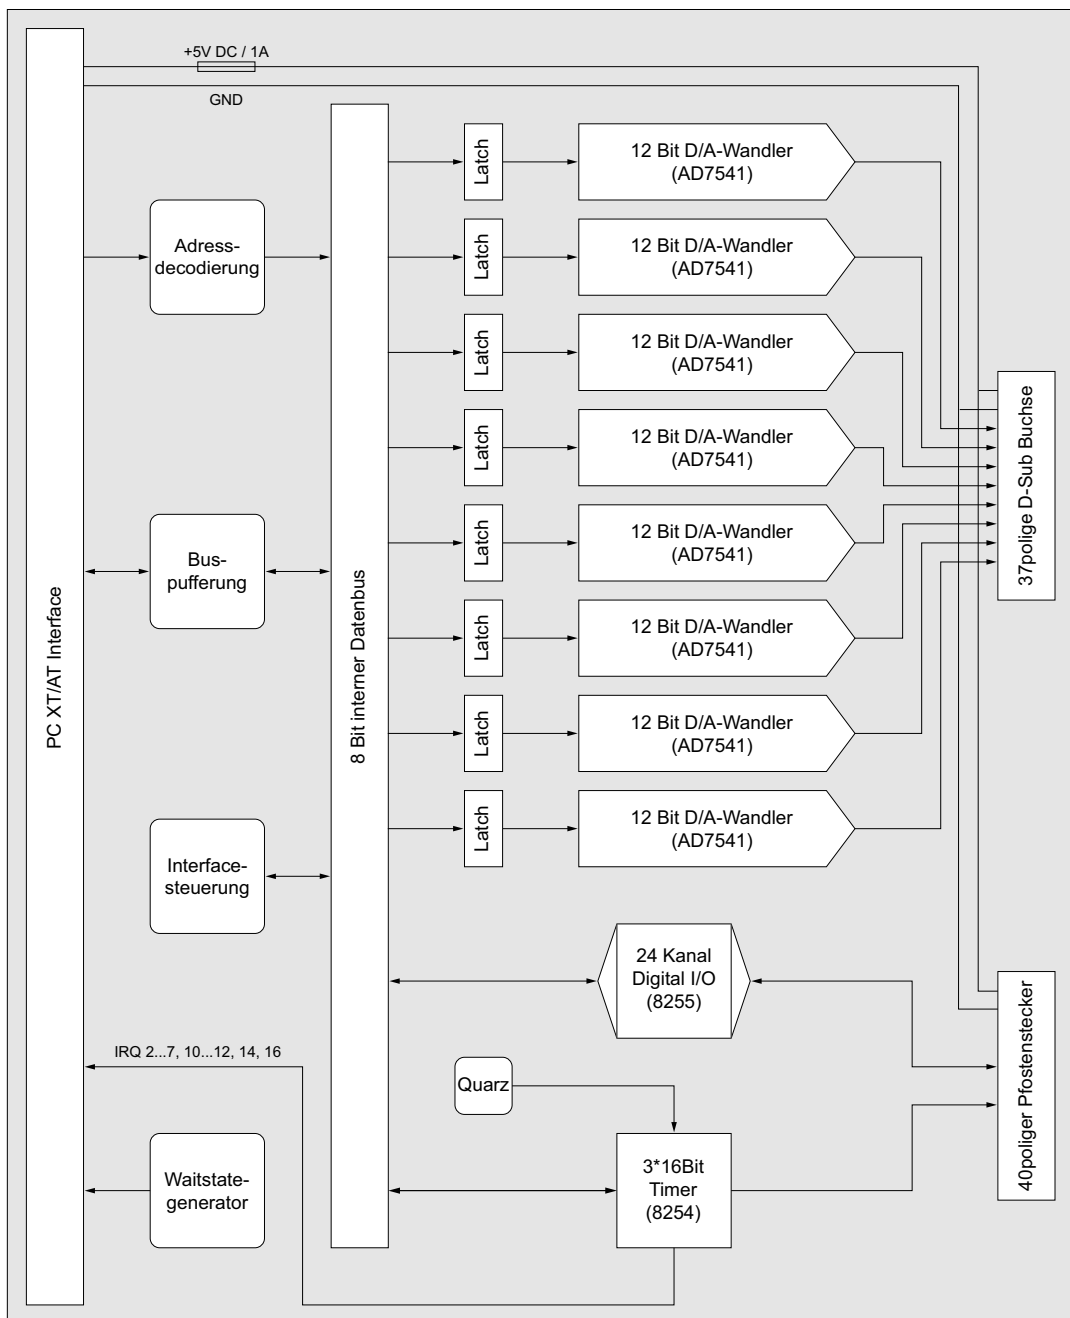 +5V DC / 1A
GND
PC XT/AT Interface
Adress-
decodierung
Bus-
pufferung
Interface-
steuerung
IRQ 2...7, 10...12, 14, 16
Waitstate-
generator
8 Bit interner Datenbus
Latch
12 Bit D/A-Wandler
(AD7541)
Latch
12 Bit D/A-Wandler
(AD7541)
Latch
12 Bit D/A-Wandler
(AD7541)
Latch
12 Bit D/A-Wandler
(AD7541)
Latch
12 Bit D/A-Wandler
(AD7541)
Latch
12 Bit D/A-Wandler
(AD7541)
Latch
12 Bit D/A-Wandler
(AD7541)
Latch
12 Bit D/A-Wandler
(AD7541)
24 Kanal
Digital I/O
(8255)
Quarz
3*16Bit
Timer
(8254)
37polige D-Sub Buchse
40poliger Pfostenstecker